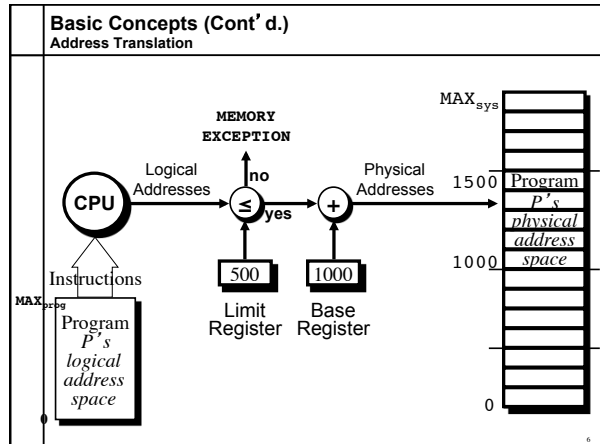 Basic Concepts (Cont'd.)
Address Translation
MEMORY
EXCEPTION
MAXsys
Logical
Addresses
no
Physical
Addresses
1500
Program
P's
physical
address
space
CPU
≤
yes
+
1000
Instructions
500
1000
MAXprog
Limit
Register
Base
Register
Program
P's
logical
address
space
0
0
6